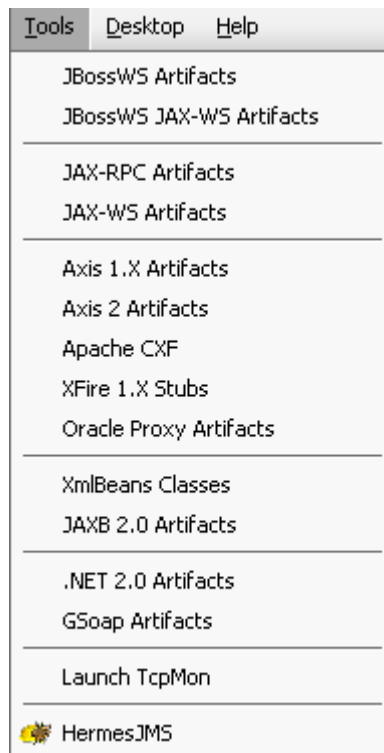 Tools Desktop Help
JBossWS Artifacts
JBossWS JAX-WS Artifacts
JAX-RPC Artifacts
JAX-WS Artifacts
Axis 1.X Artifacts
Axis 2 Artifacts
Apache CXF
XFire 1.X Stubs
Oracle Proxy Artifacts
XmlBeans Classes
JAXB 2.0 Artifacts
.NET 2.0 Artifacts
GSoap Artifacts
Launch TcpMon
HermesJMS